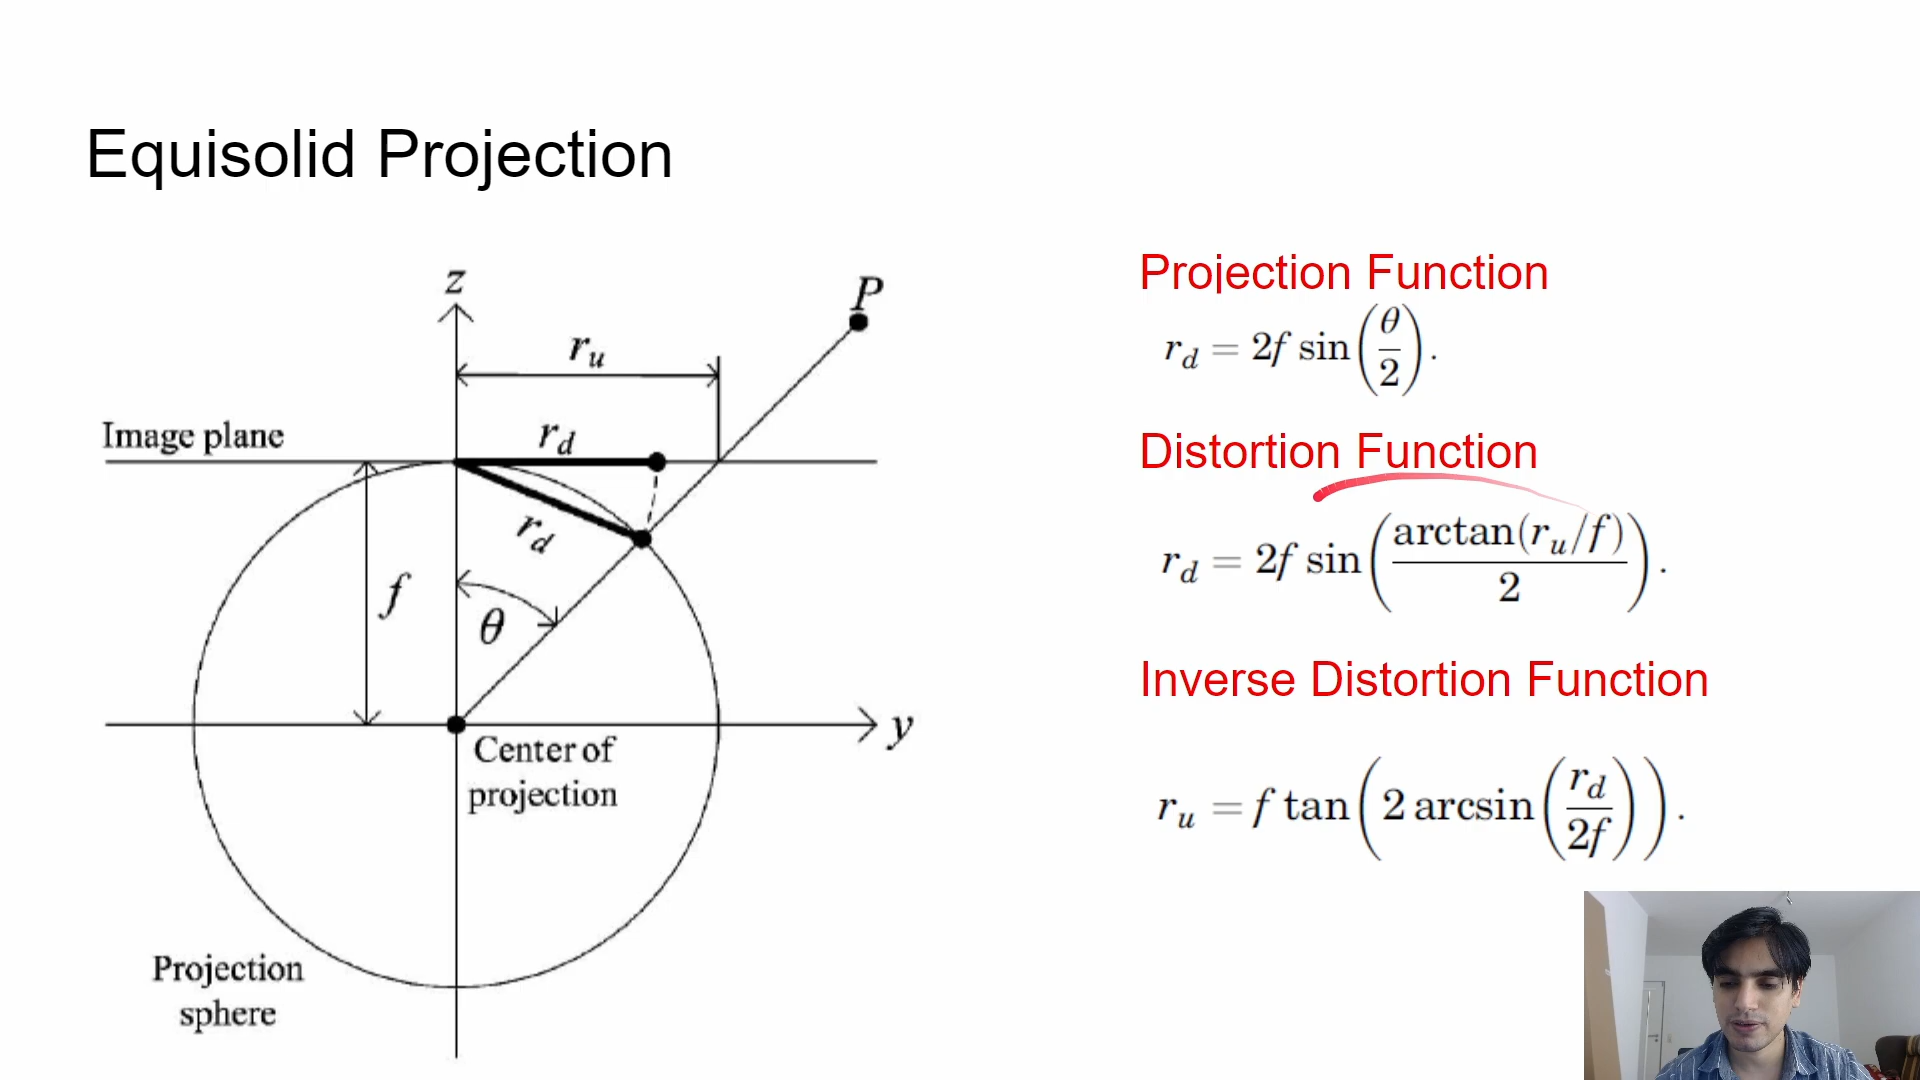 Equisolid Projection
z
P
r_u
Image plane
r_d
r_d
f
θ
y
Center of
projection
Projection
sphere
Projection Function
r_d = 2f sin(θ/2).
Distortion Function
r_d = 2f sin(arctan(r_u/f)/2).
Inverse Distortion Function
r_u = f tan(2 arcsin(r_d/2f)).